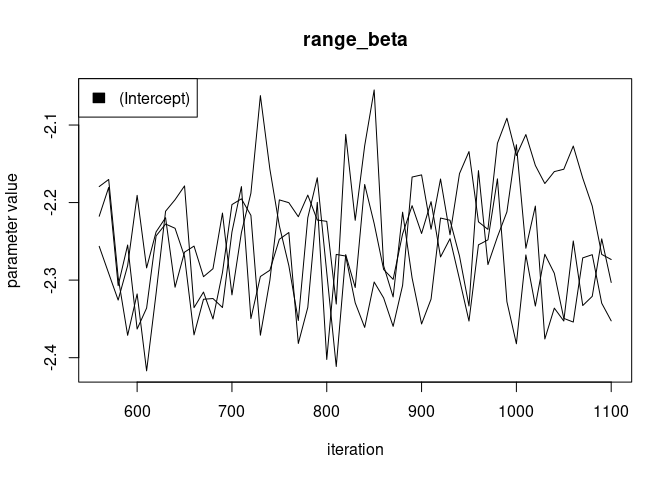 range_beta
(Intercept)
-2.1
-2.2
-2.3
-2.4
parameter value
600 700 800 900 1000 1100
iteration